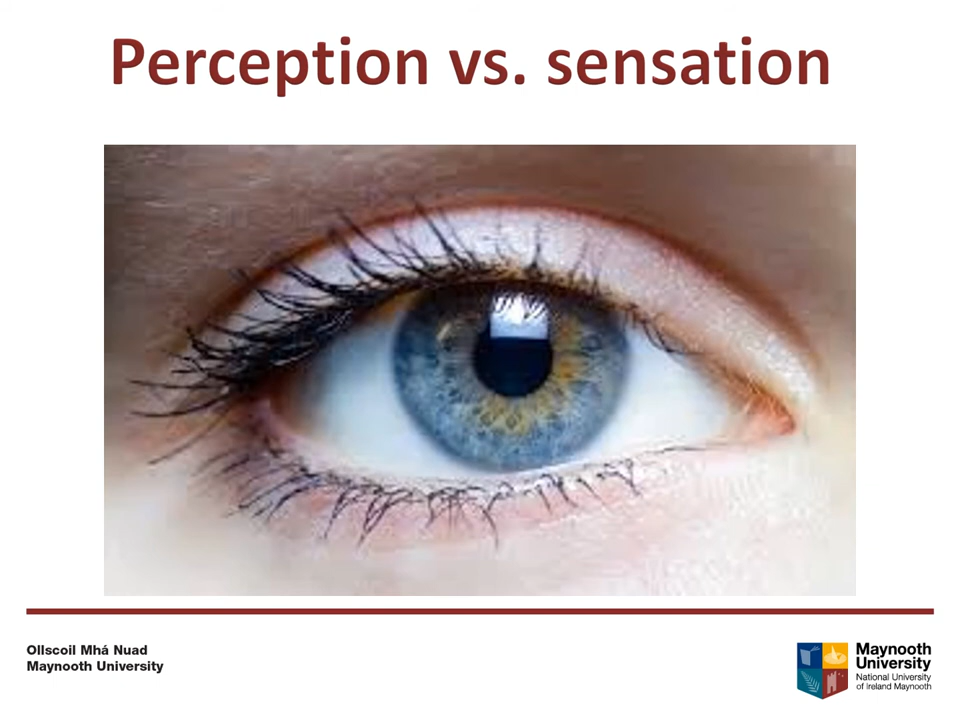 Perception vs. sensation
Ollscoil Mhá Nuad
Maynooth University
Maynooth
University
National University
of Ireland Maynooth